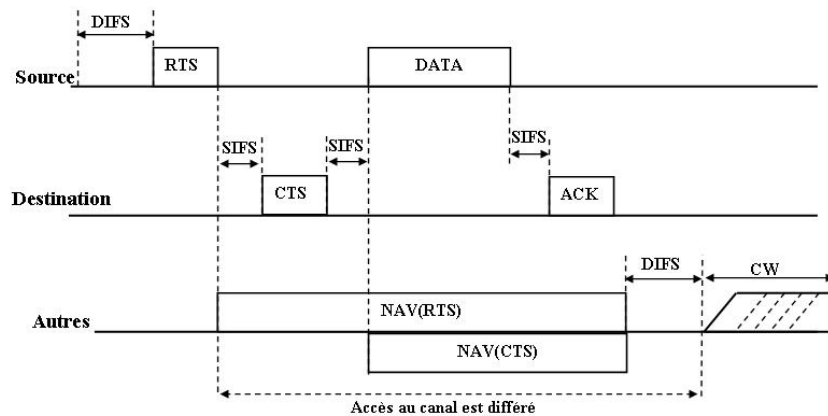 DIFS
RTS
DATA
Source
SIFS
SIFS
SIFS
CTS
ACK
Destination
DIFS
CW
NAV(RTS)
Autres
NAV(CTS)
Accès au canal est différé